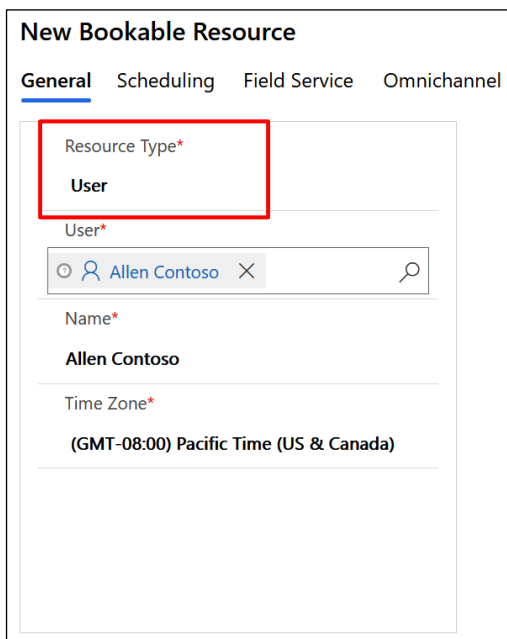 New Bookable Resource
General Scheduling Field Service Omnichannel
Resource Type*
User
User*
Allen Contoso
Name*
Allen Contoso
Time Zone*
(GMT-08:00) Pacific Time (US & Canada)